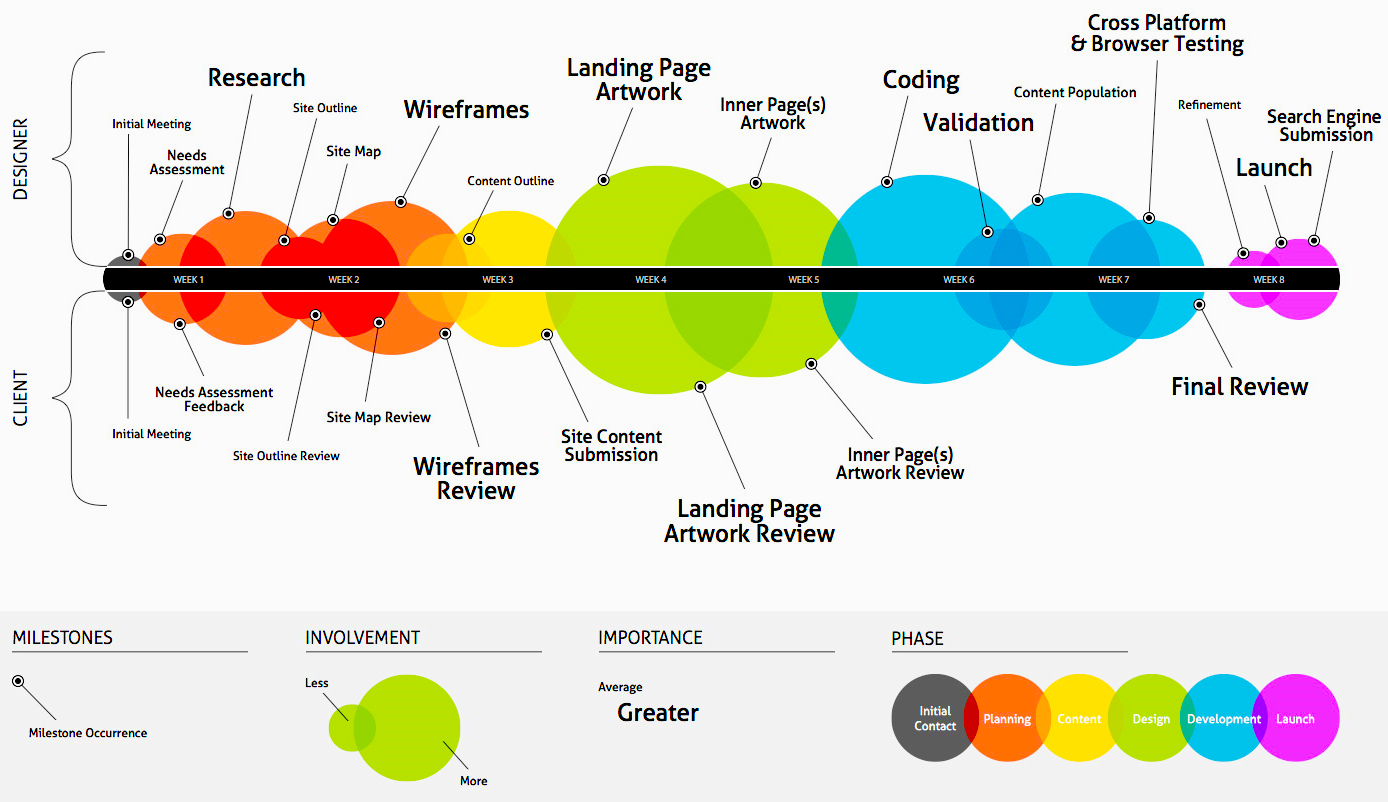 Cross Platform
& Browser Testing
Research
Landing Page
Artwork
Coding
Site Outline
Wireframes
Inner Page(s)
Artwork
Content Population
Refinement
Initial Meeting
Validation
Search Engine
Submission
Needs
Assessment
Site Map
Launch
Content Outline
DESIGNER
WEEK 1
WEEK 2
WEEK 3
WEEK 4
WEEK 5
WEEK 6
WEEK 7
WEEK 8
CLIENT
Needs Assessment
Feedback
Final Review
Site Map Review
Initial Meeting
Site Outline Review
Site Content
Submission
Wireframes
Review
Inner Page(s)
Artwork Review
Landing Page
Artwork Review
MILESTONES
Milestone Occurrence
INVOLVEMENT
Less
More
IMPORTANCE
Average
Greater
PHASE
Initial
Contact
Planning
Content
Design
Development
Launch